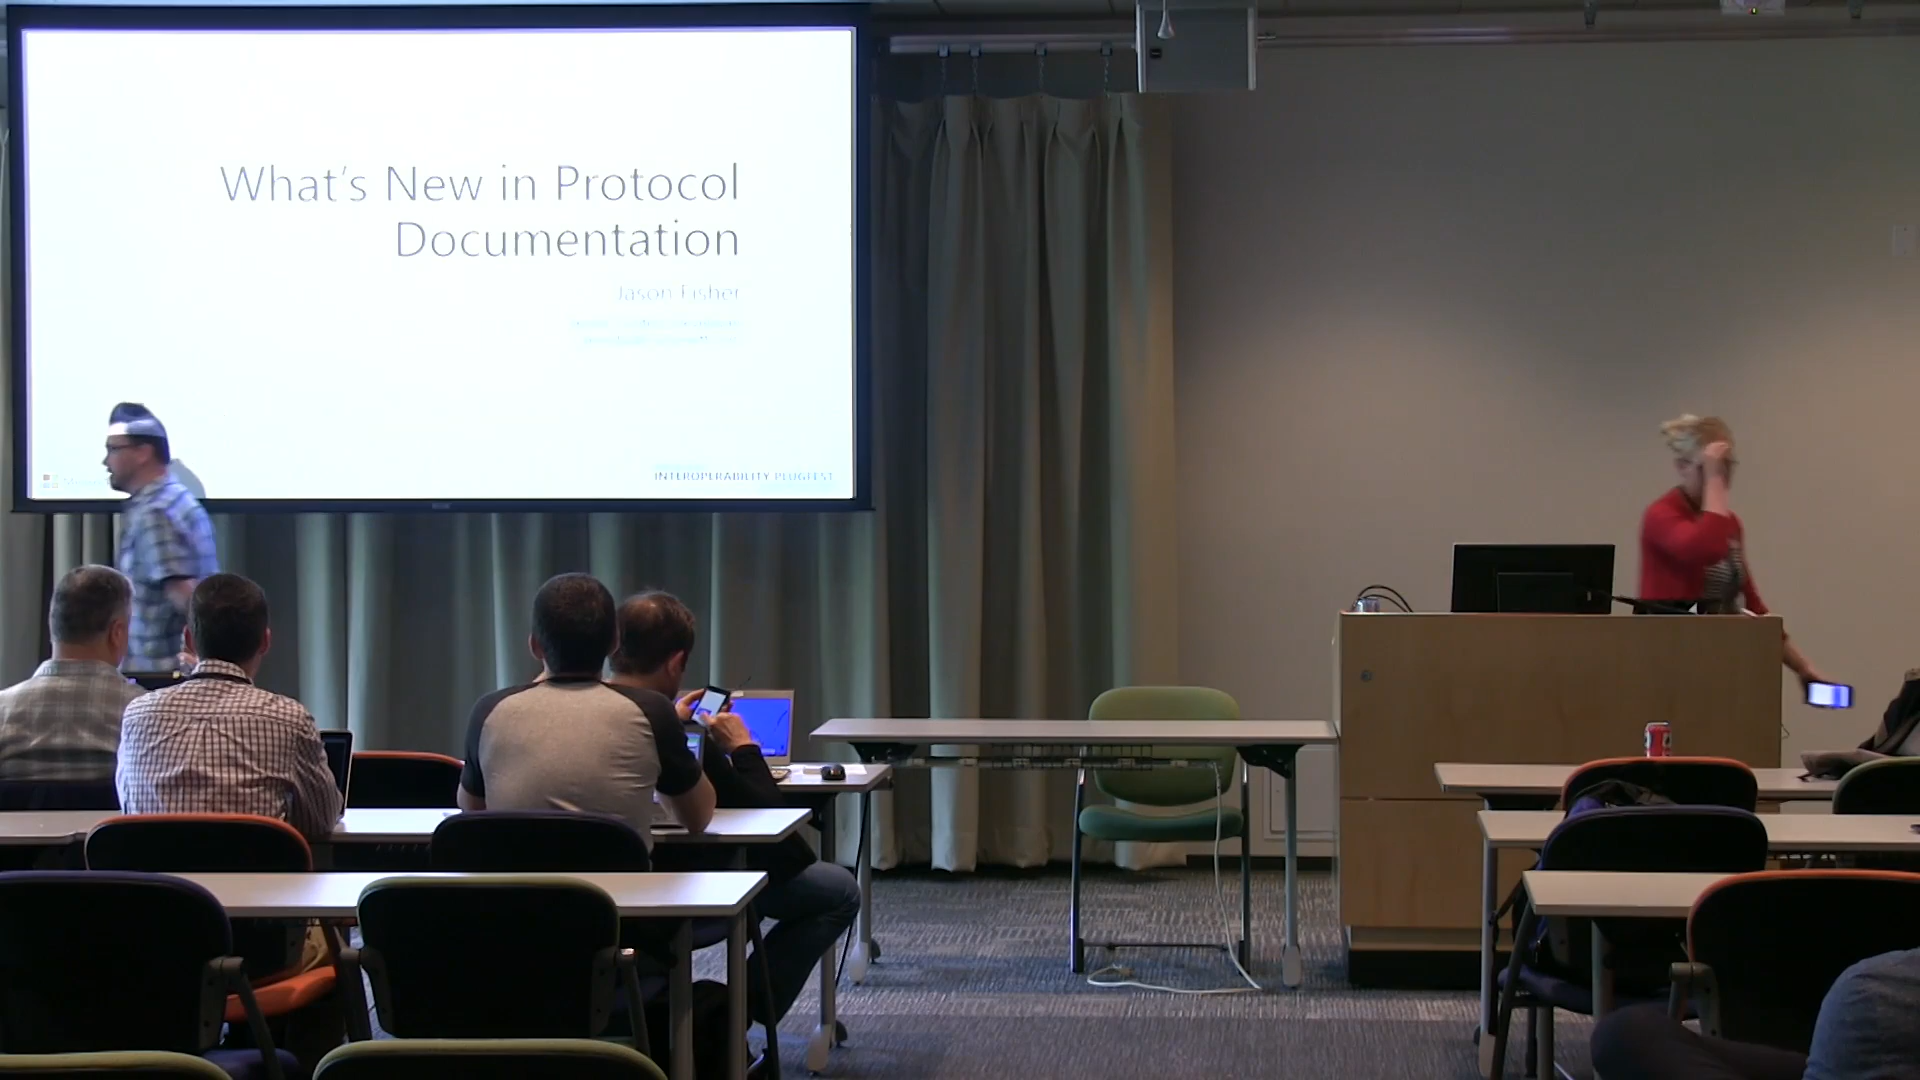 What's New in Protocol
Documentation
Jason Fisher
INTEROPERABILITY PLUGFEST